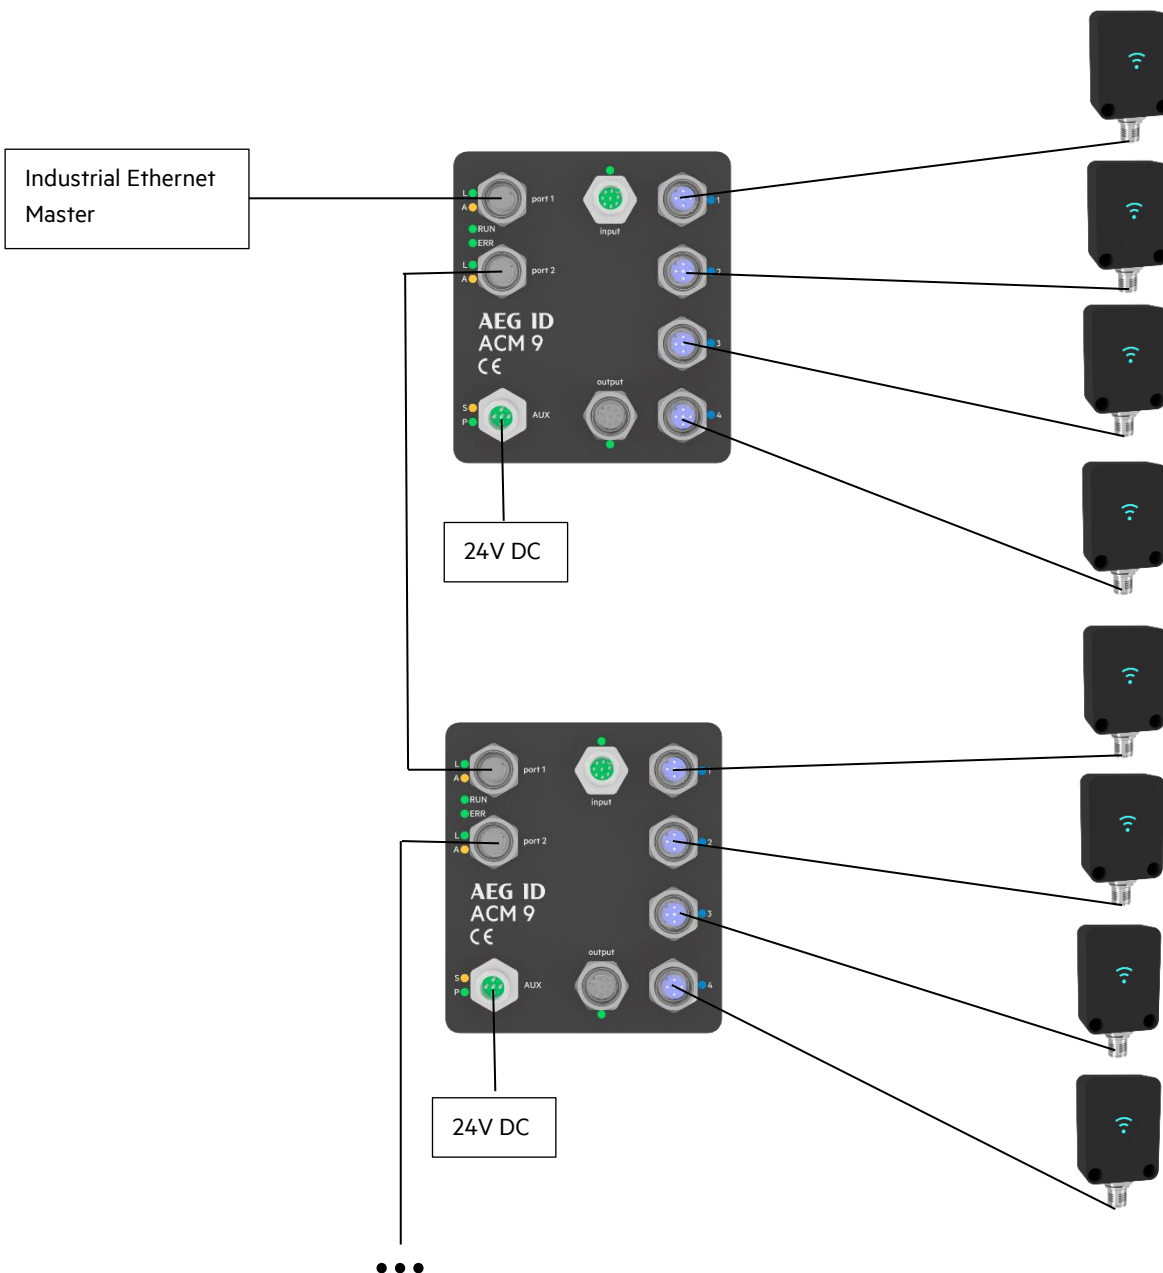 Industrial Ethernet
Master
L
A
port 1
input
1
RUN
ERR
L
A
port 2
2
AEG ID
ACM 9
CE
3
output
S
P
AUX
4
24V DC
L
A
port 1
input
1
RUN
ERR
L
A
port 2
2
AEG ID
ACM 9
CE
3
output
S
P
AUX
4
24V DC
•••